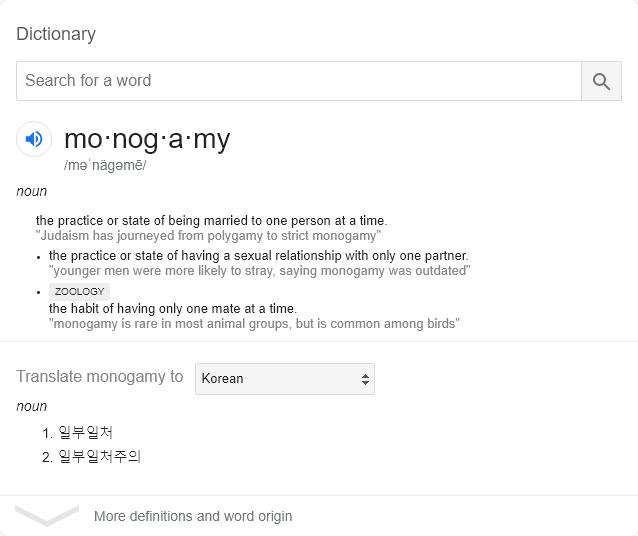 Dictionary
Search for a word
mo·nog·a·my
/məˈnäɡəmē/
noun
the practice or state of being married to one person at a time.
"Judaism has journeyed from polygamy to strict monogamy"
• the practice or state of having a sexual relationship with only one partner.
"younger men were more likely to stray, saying monogamy was outdated"
• ZOOLOGY
the habit of having only one mate at a time.
"monogamy is rare in most animal groups, but is common among birds"
Translate monogamy to Korean
noun
1. 일부일처
2. 일부일처주의
More definitions and word origin